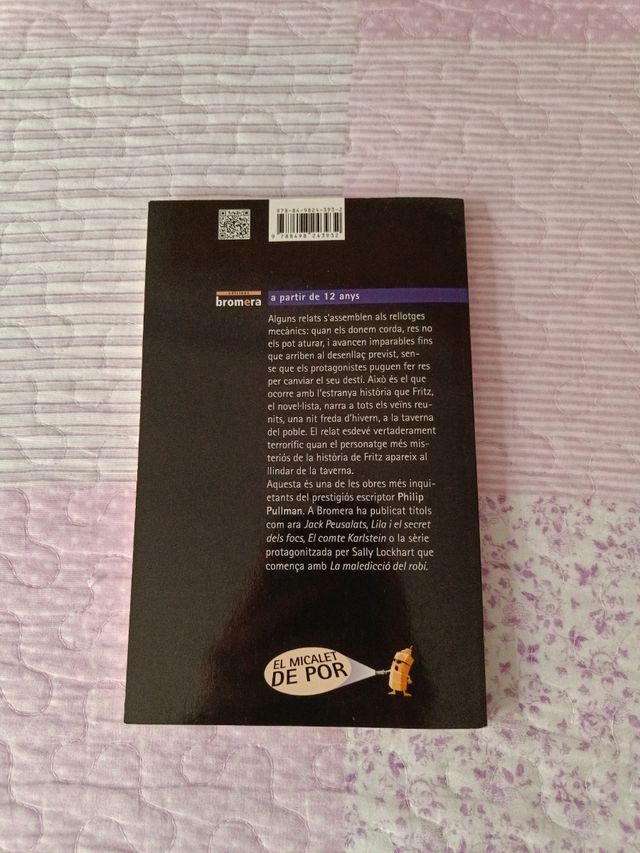 978-84-9824-393-2
9 788498 243932
edicions
bromera
a partir de 12 anys
Alguns relats s'assemblen als rellotges
mecànics: quan els donem corda, res no
els pot aturar, i avancen imparables fins
que arriben al desenllaç previst, sen-
se que els protagonistes puguen fer res
per canviar el seu destí. Això és el que
ocorre amb l'estranya història que Fritz,
el novel·lista, narra a tots els veïns reu-
nits, una nit freda d'hivern, a la taverna
del poble. El relat esdevé vertaderament
terrorífic quan el personatge més mis-
teriós de la història de Fritz apareix al
llindar de la taverna.
Aquesta és una de les obres més inqui-
etants del prestigiós escriptor Philip
Pullman. A Bromera ha publicat títols
com ara Jack Peusalats, Lila i el secret
dels focs, El comte Karlstein o la sèrie
protagonitzada per Sally Lockhart que
comença amb La maledicció del robí.
EL MICALET
DE POR